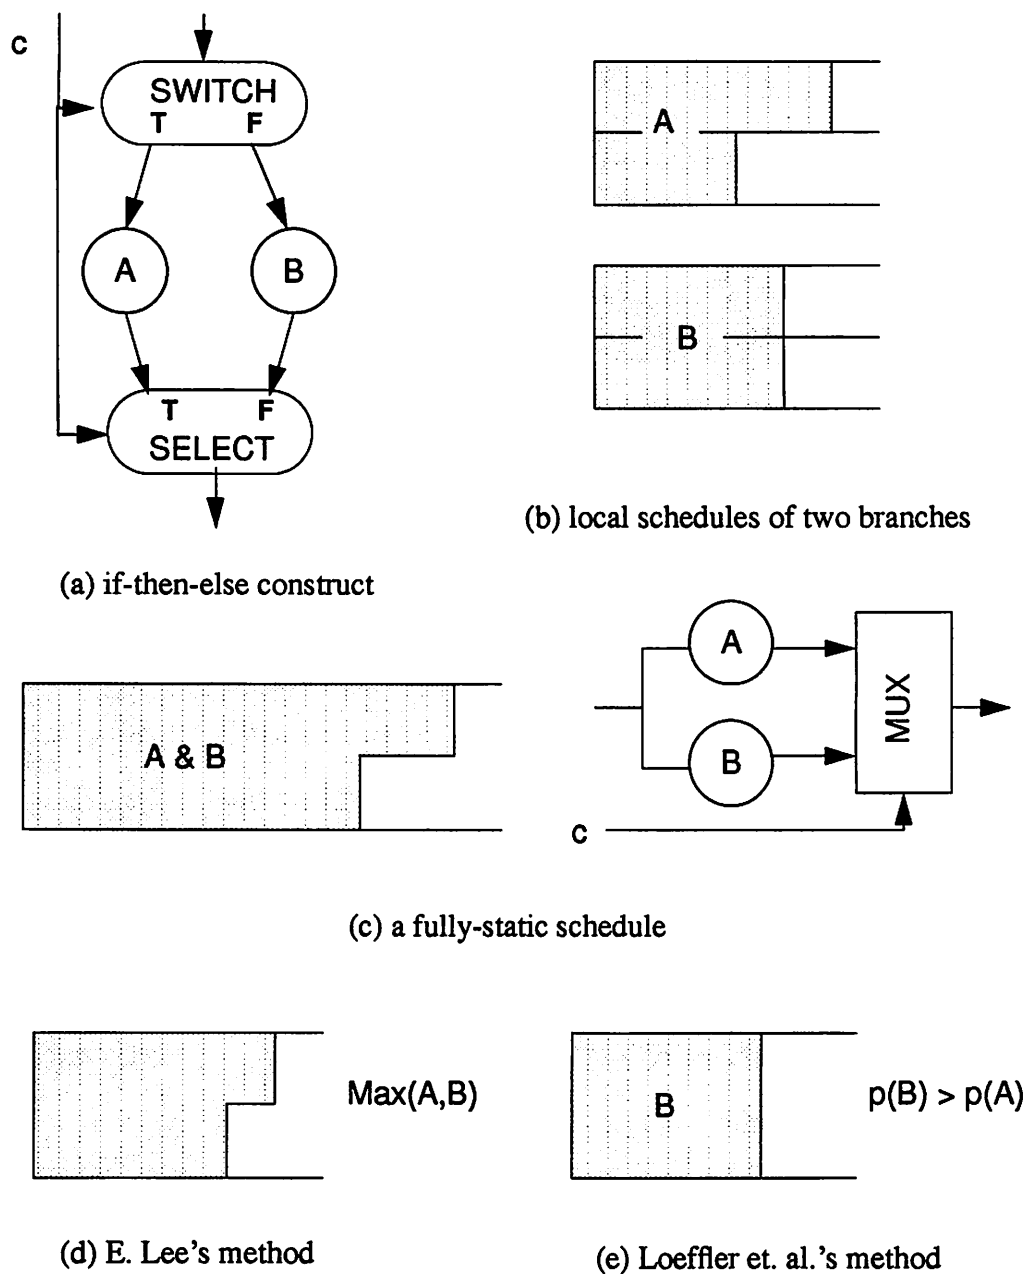 c
SWITCH
T F
A B
T F
SELECT
(a) if-then-else construct
A
B
(b) local schedules of two branches
A & B
A
B
MUX
c
(c) a fully-static schedule
Max(A,B)
(d) E. Lee's method
B
p(B) > p(A)
(e) Loeffler et. al.'s method